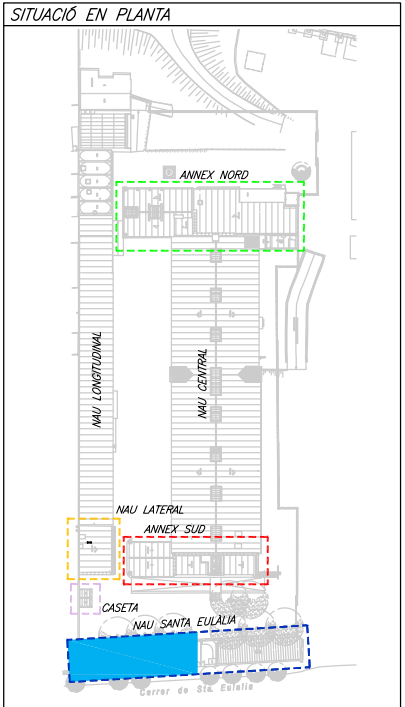 SITUACIÓ EN PLANTA
ANNEX NORD
NAU LONGITUDINAL
NAU CENTRAL
NAU LATERAL
ANNEX SUD
CASETA
NAU SANTA EULÀLIA
Carrer de Sta. Eulalia